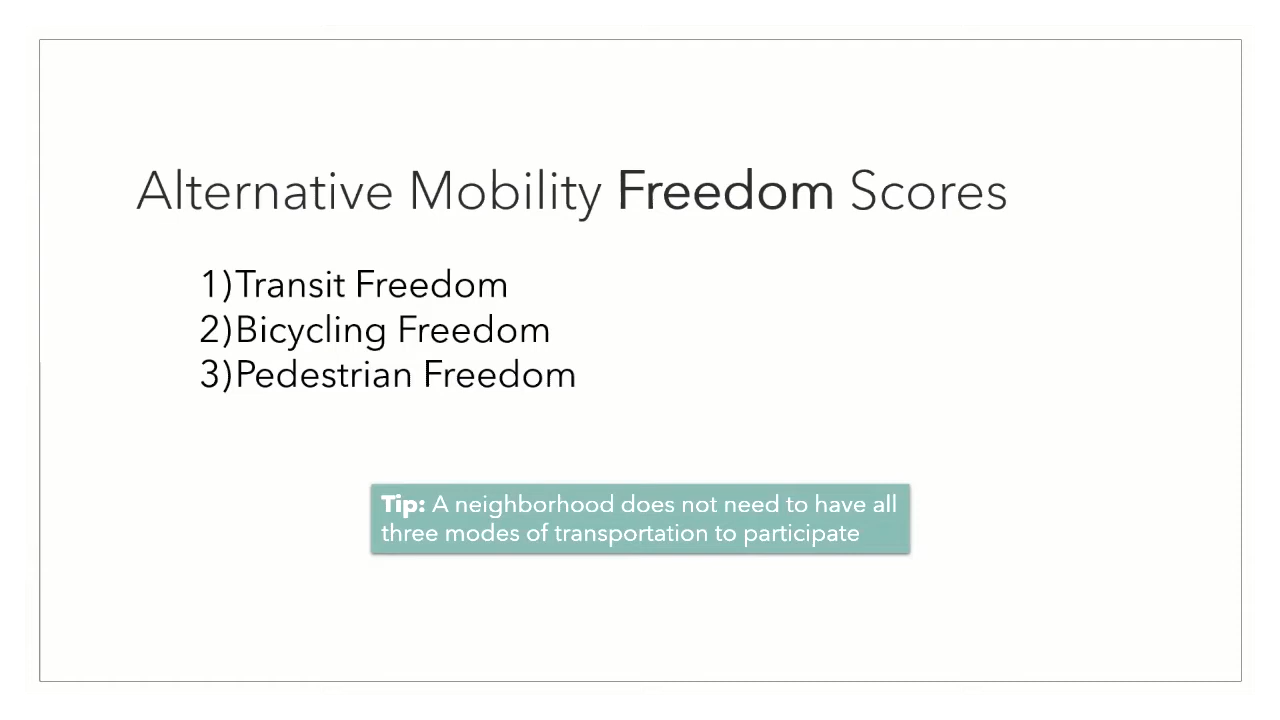 Alternative Mobility Freedom Scores
1)Transit Freedom
2)Bicycling Freedom
3)Pedestrian Freedom
Tip: A neighborhood does not need to have all
three modes of transportation to participate